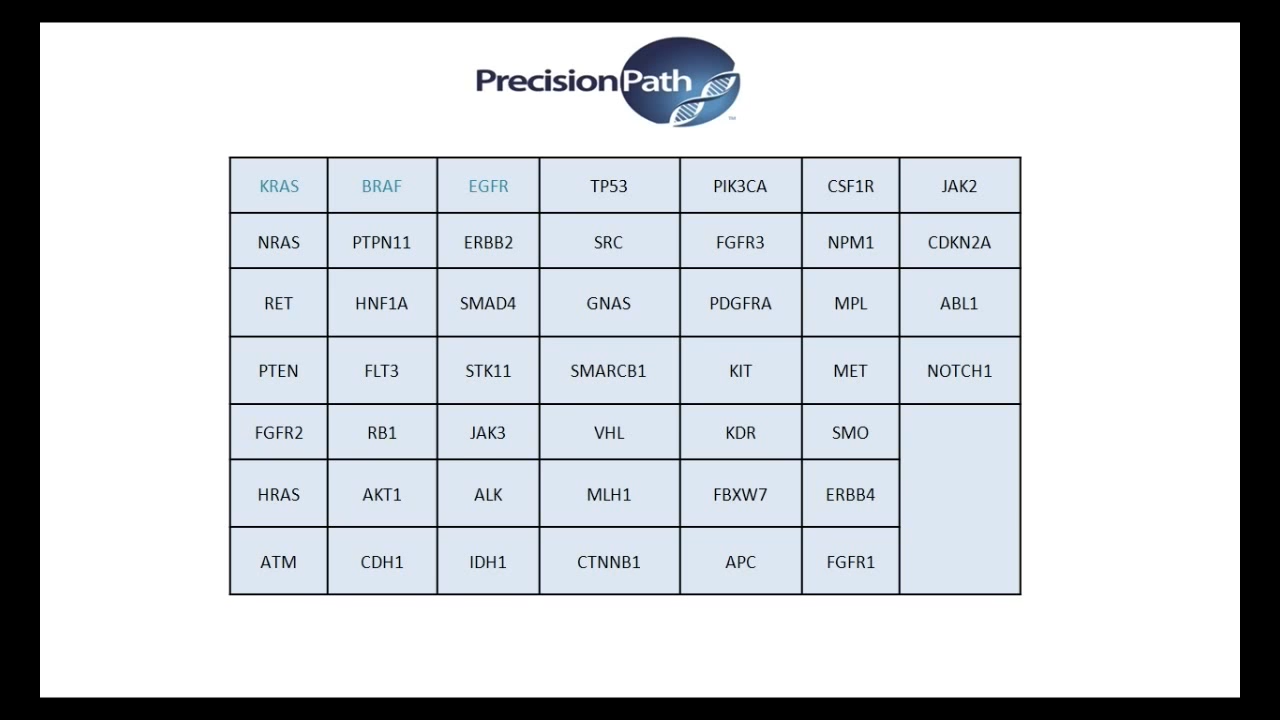 PrecisionPath
™
KRAS BRAF EGFR TP53 PIK3CA CSF1R JAK2
NRAS PTPN11 ERBB2 SRC FGFR3 NPM1 CDKN2A
RET HNF1A SMAD4 GNAS PDGFRA MPL ABL1
PTEN FLT3 STK11 SMARCB1 KIT MET NOTCH1
FGFR2 RB1 JAK3 VHL KDR SMO
HRAS AKT1 ALK MLH1 FBXW7 ERBB4
ATM CDH1 IDH1 CTNNB1 APC FGFR1